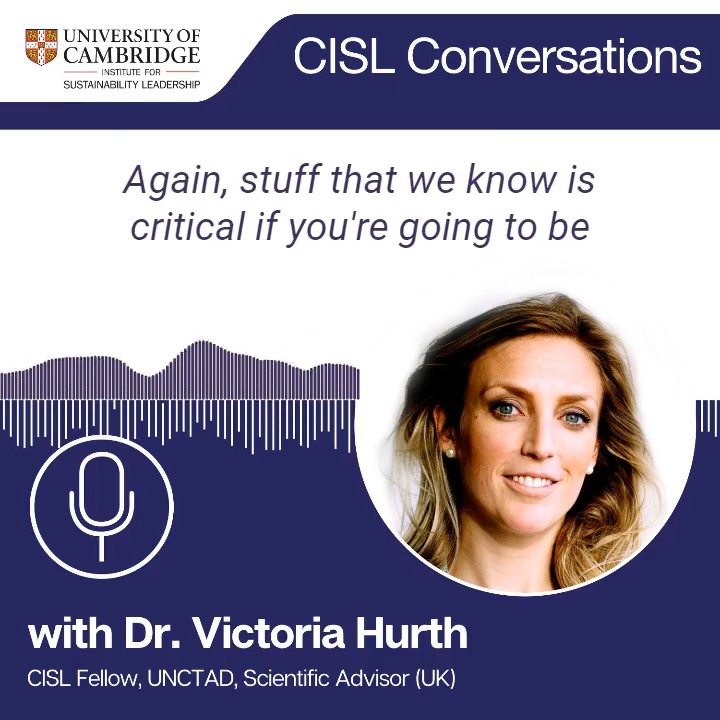 UNIVERSITY OF
CAMBRIDGE
INSTITUTE FOR
SUSTAINABILITY LEADERSHIP
CISL Conversations
Again, stuff that we know is
critical if you're going to be
with Dr. Victoria Hurth
CISL Fellow, UNCTAD, Scientific Advisor (UK)